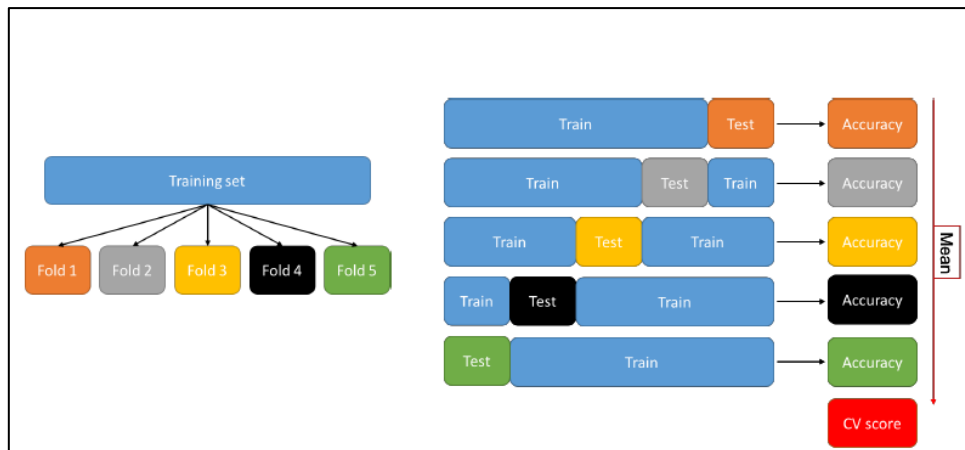 Training set
Fold 1 Fold 2 Fold 3 Fold 4 Fold 5
Train Test Accuracy
Train Test Train Accuracy
Train Test Train Accuracy
Train Test Train Accuracy
Test Train Accuracy
CV score
Mean